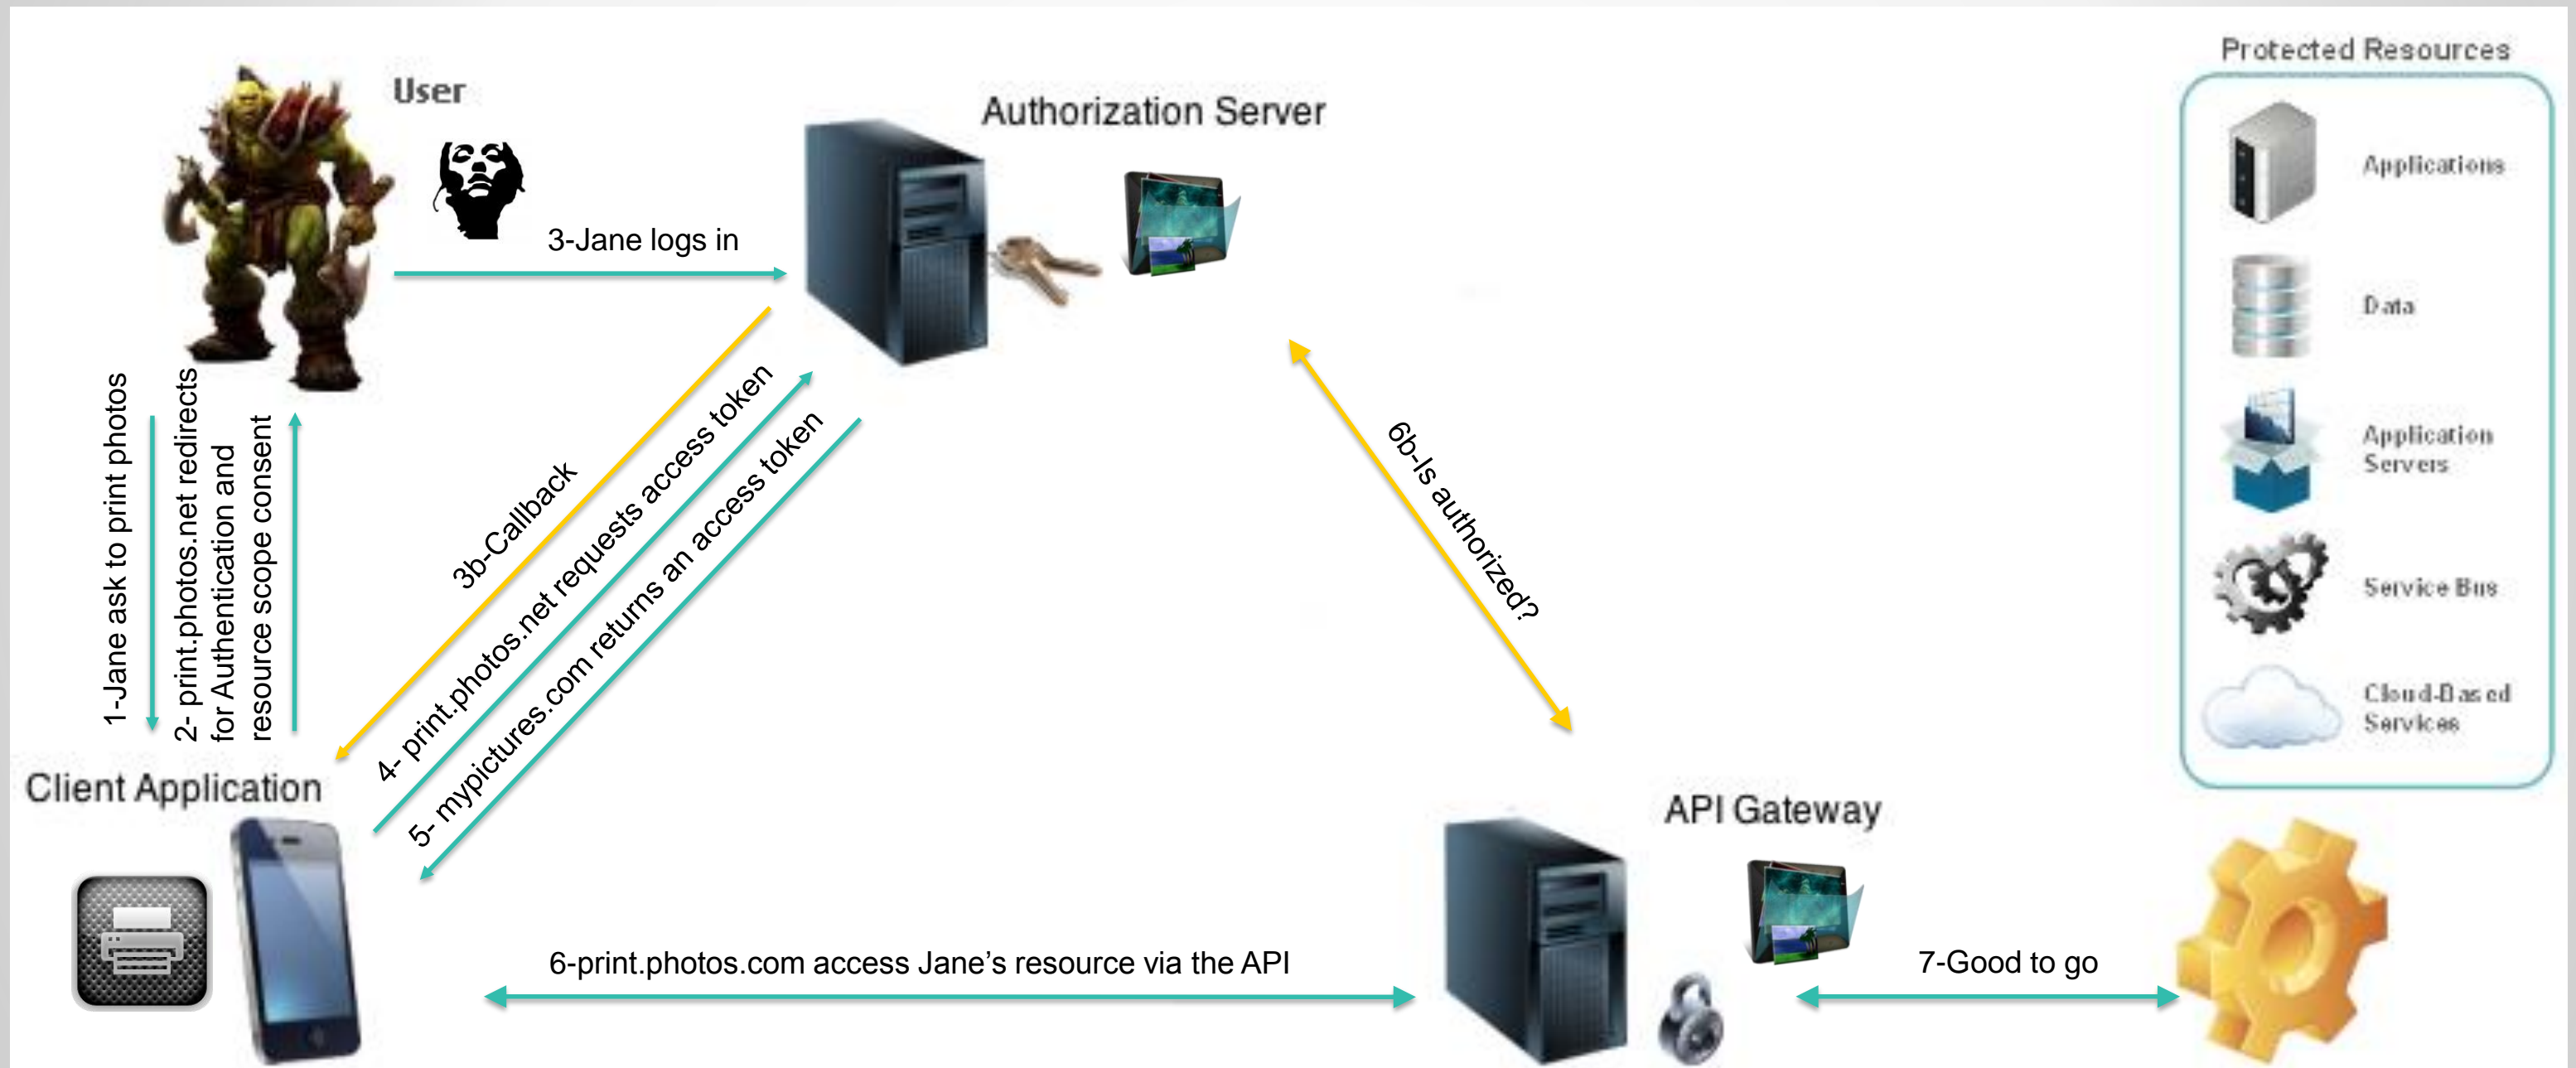 User
Authorization Server
Protected Resources
Applications
Data
Application
Servers
Service Bus
Cloud-Based
Services
3-Jane logs in
1-Jane ask to print photos
2- print.photos.net redirects
for Authentication and
resource scope consent
3b-Callback
4- print.photos.net requests access token
5- mypictures.com returns an access token
6b-Is authorized?
Client Application
API Gateway
6-print.photos.com access Jane’s resource via the API
7-Good to go